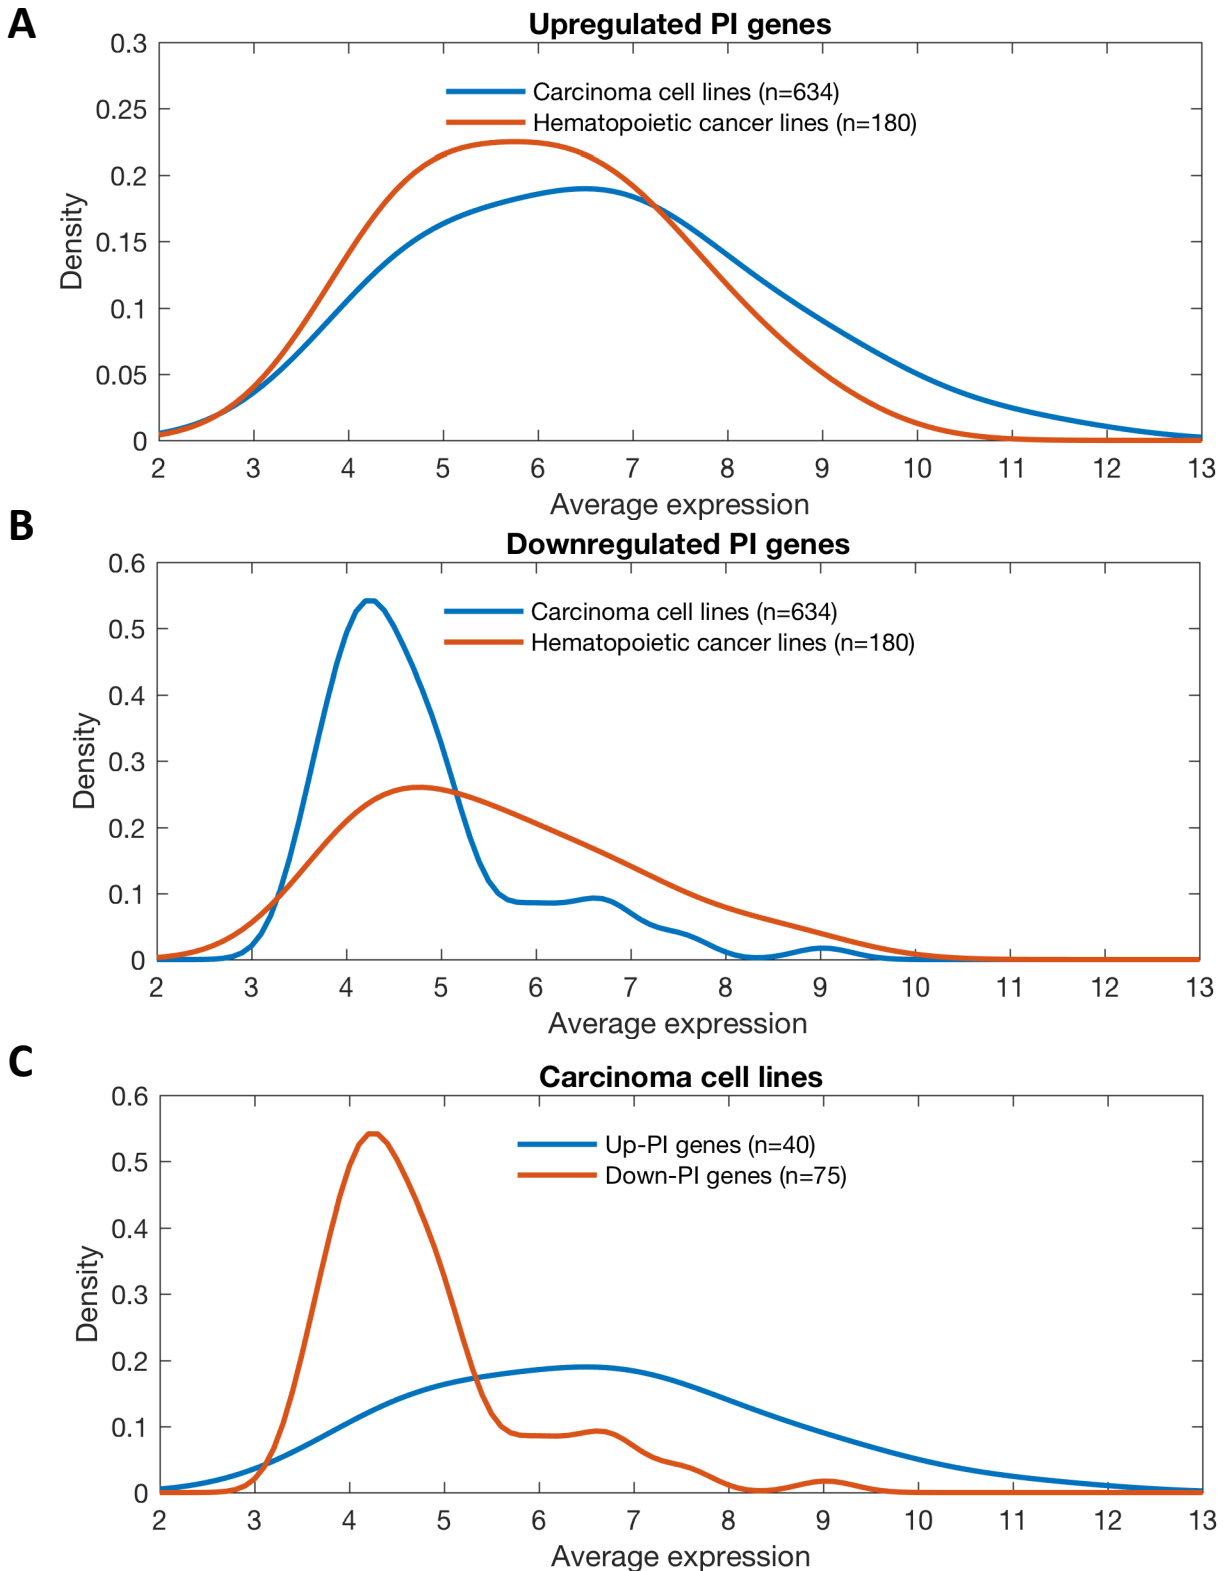 A
Upregulated PI genes
0.3
0.25
0.2
0.15
0.1
0.05
0
Density
Carcinoma cell lines (n=634)
Hematopoietic cancer lines (n=180)
2 3 4 5 6 7 8 9 10 11 12 13
Average expression
B
Downregulated PI genes
0.6
0.5
0.4
0.3
0.2
0.1
0
Density
Carcinoma cell lines (n=634)
Hematopoietic cancer lines (n=180)
2 3 4 5 6 7 8 9 10 11 12 13
Average expression
C
Carcinoma cell lines
0.6
0.5
0.4
0.3
0.2
0.1
0
Density
Up-PI genes (n=40)
Down-PI genes (n=75)
2 3 4 5 6 7 8 9 10 11 12 13
Average expression